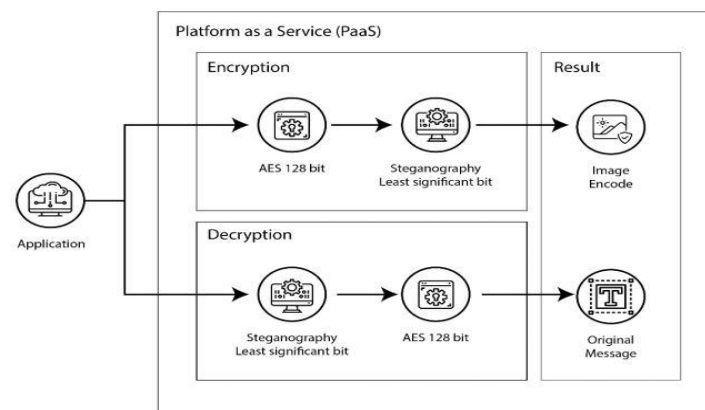 Platform as a Service (PaaS)
Encryption
Result
AES 128 bit
Steganography
Least significant bit
Image
Encode
Application
Decryption
Steganography
Least significant bit
AES 128 bit
T
Original
Message